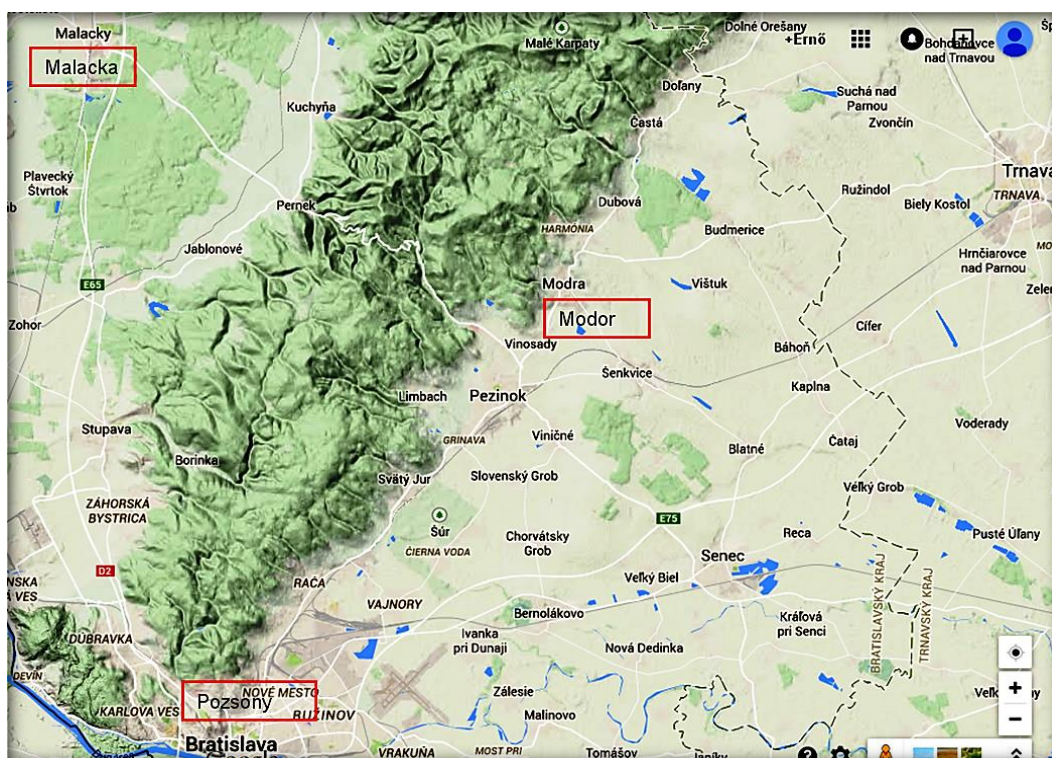 Malacky
Malacka
Malé Karpaty
Dolné Orešany
+Ernő
Bohdanovce
nad Trnavou
Kuchyňa
Doľany
Suchá nad
Parnou
Zvončín
Častá
Plavecký
Štvrtok
Trnava
TRNAVA
Pernek
Dubová
Ružindol
Biely Kostol
HARMÓNIA
Budmerice
Jablonové
Hrnčiarovce
nad Parnou
E65
Modra
Vištuk
Modor
Zohor
Cífer
Vinosady
Báhoň
Šenkvice
Kaplna
Limbach
Pezinok
Stupava
GRINAVA
Viničné
Čataj
Voderady
Borinka
Blatné
Svätý Jur
Slovenský Grob
Veľký Grob
ZÁHORSKÁ
BYSTRICA
Šúr
E75
ČIERNA VODA
Chorvátsky
Grob
Reca
Pusté Úľany
Senec
D2
RAČA
Veľký Biel
VAJNORY
Bernolákovo
Kráľová
pri Senci
BRATISLAVSKÝ KRAJ
TRNAVSKÝ KRAJ
DÚBRAVKA
Ivanka
pri Dunaji
Nová Dedinka
DEVÍN
NOVÉ MESTO
Pozsony
Zálesie
KARLOVA VES
RUŽINOV
Malinovo
Bratislava
VRAKUŇA
MOST PRI
Tomášov